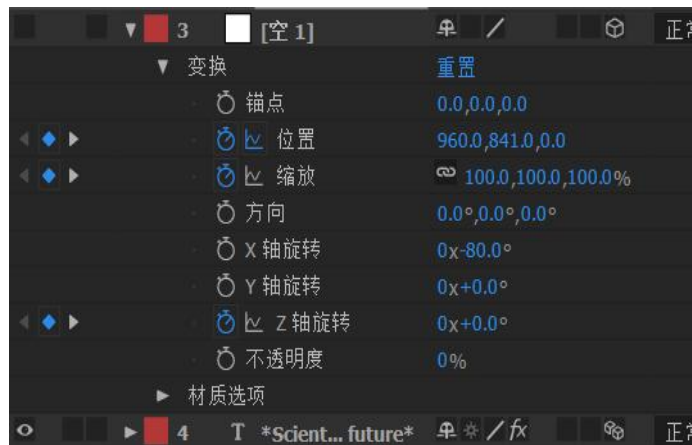 3 [空 1] 正
变换 重置
锚点 0.0,0.0,0.0
位置 960.0,841.0,0.0
缩放 100.0,100.0,100.0%
方向 0.0°,0.0°,0.0°
X 轴旋转 0x-80.0°
Y 轴旋转 0x+0.0°
Z 轴旋转 0x+0.0°
不透明度 0%
材质选项
4 T *Scient... future* fx 正